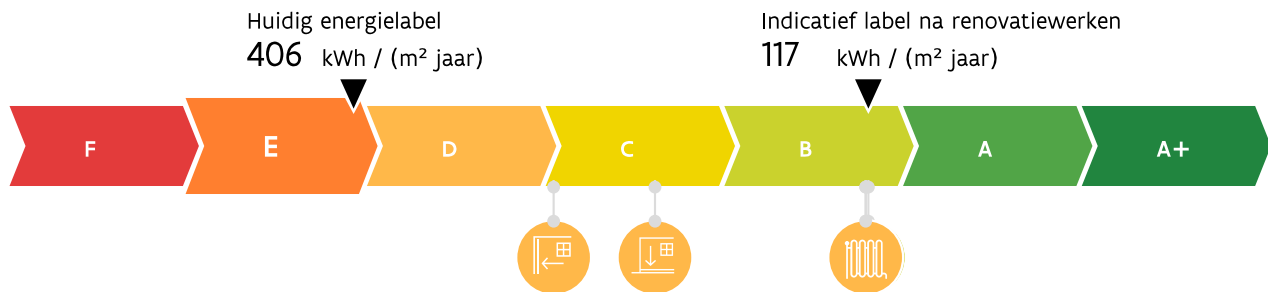 Huidig energielabel
406 kWh / (m² jaar)
Indicatief label na renovatiewerken
117 kWh / (m² jaar)
F E D C B A A+